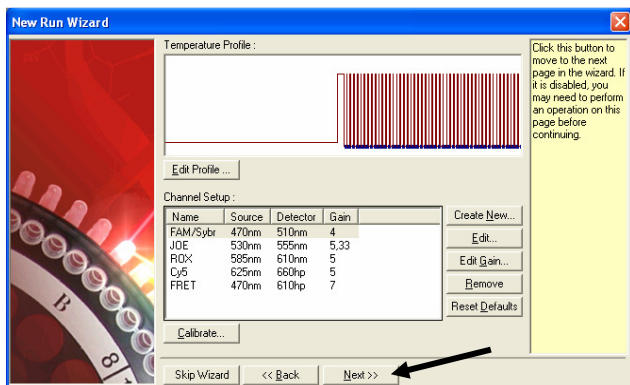 New Run Wizard
Temperature Profile :
Edit Profile ...
Channel Setup :
Name Source Detector Gain
FAM/Sybr 470nm 510nm 4
JOE 530nm 555nm 5,33
ROX 585nm 610nm 5
Cy5 625nm 660hp 5
FRET 470nm 610hp 7
Create New...
Edit...
Edit Gain...
Remove
Reset Defaults
Calibrate...
Skip Wizard
<< Back
Next >>
Click this button to
move to the next
page in the wizard. If
it is disabled, you
may need to perform
an operation on this
page before
continuing.
B
8